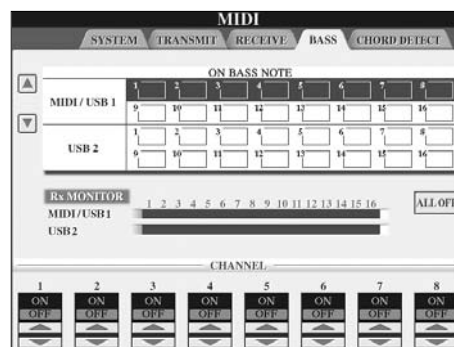 MIDI
SYSTEM TRANSMIT RECEIVE BASS CHORD DETECT
ON BASS NOTE
MIDI / USB 1
1 2 3 4 5 6 7 8
9 10 11 12 13 14 15 16
USB 2
1 2 3 4 5 6 7 8
9 10 11 12 13 14 15 16
Rx MONITOR
1 2 3 4 5 6 7 8 9 10 11 12 13 14 15 16
MIDI / USB 1
USB 2
ALL OFF
CHANNEL
1 2 3 4 5 6 7 8
ON ON ON ON ON ON ON ON
OFF OFF OFF OFF OFF OFF OFF OFF